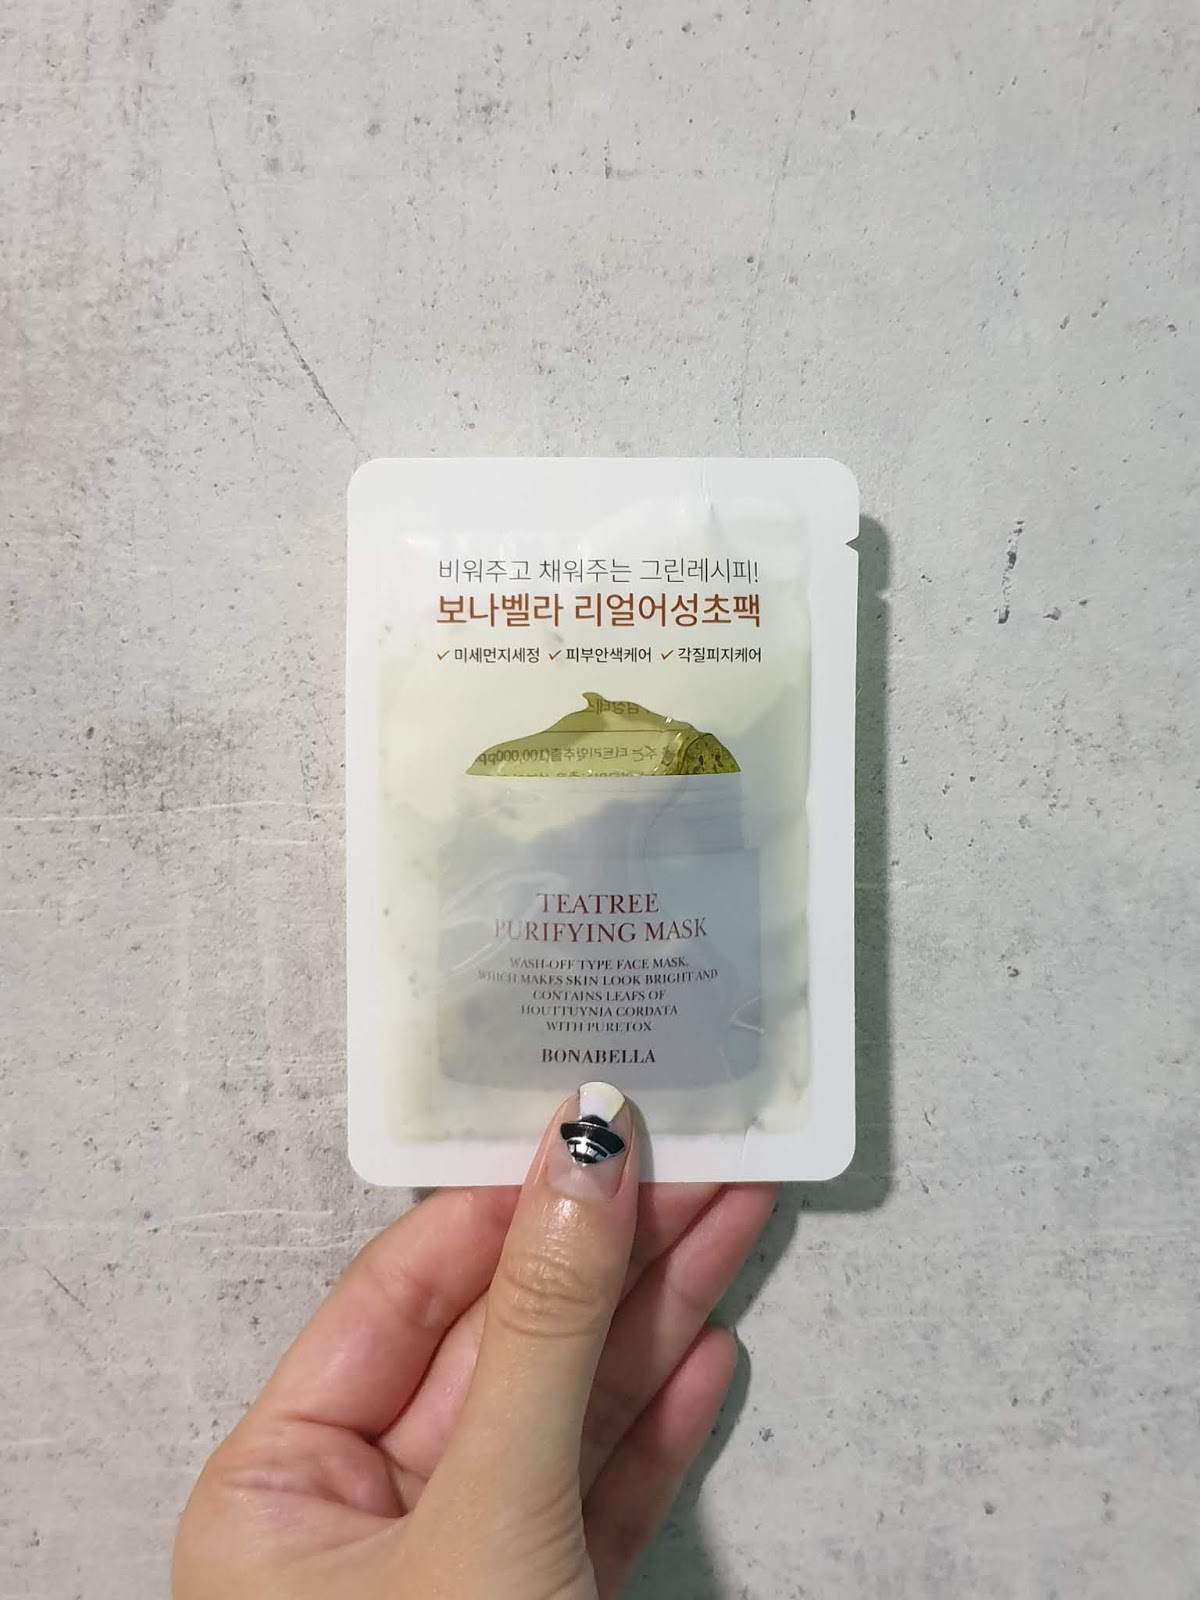 비워주고 채워주는 그린레시피!
보나벨라 리얼어성초팩
✓ 미세먼지세정 ✓ 피부안색케어 ✓ 각질피지케어
TEATREE
PURIFYING MASK
WASH-OFF TYPE FACE MASK,
WHICH MAKES SKIN LOOK BRIGHT AND
CONTAINS LEAFS OF
HOUTTUYNIA CORDATA
WITH PURETOX
BONABELLA